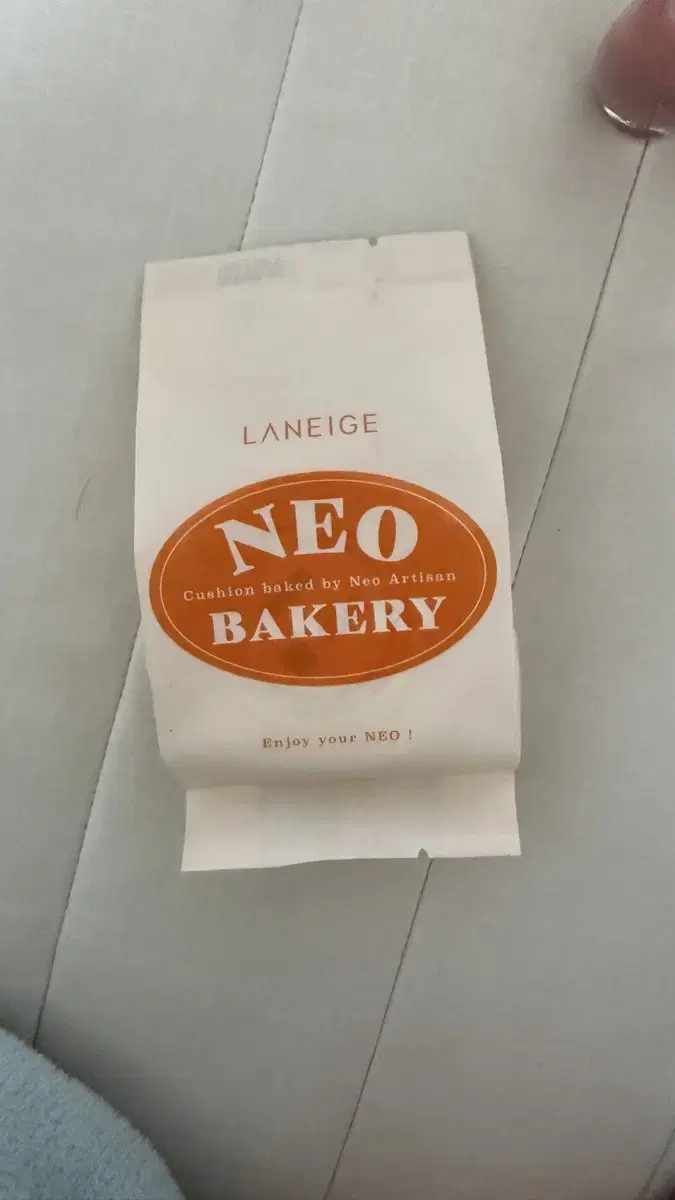 LANEIGE
NEO
Cushion baked by Neo Artisan
BAKERY
Enjoy your NEO !